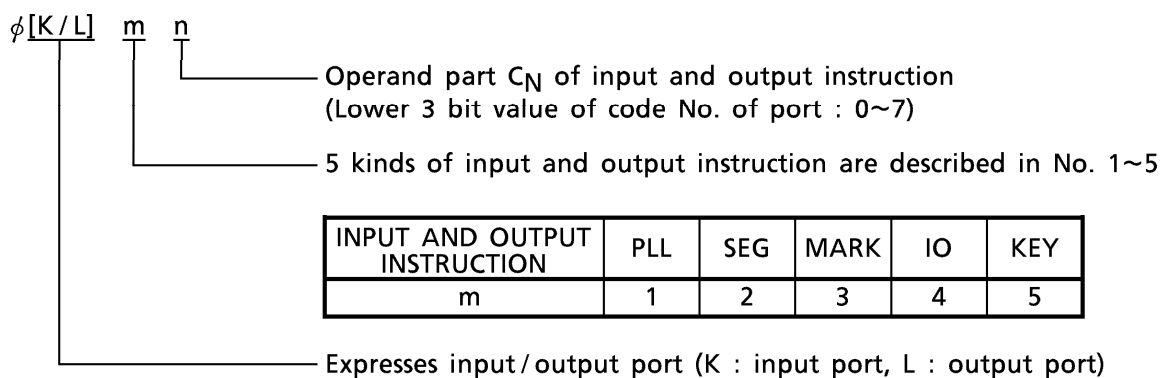 ϕ[K/L] m n
Operand part CN of input and output instruction
(Lower 3 bit value of code No. of port : 0~7)
5 kinds of input and output instruction are described in No. 1~5
INPUT AND OUTPUT INSTRUCTION PLL SEG MARK IO KEY
m 1 2 3 4 5
Expresses input/output port (K : input port, L : output port)